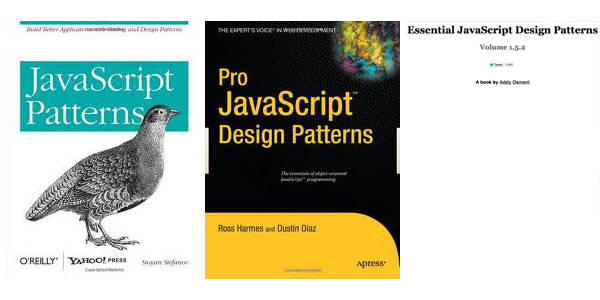 Build Better Applications with Coding and Design Patterns
JavaScript
Patterns
O'REILLY®
YAHOO! PRESS
Stoyan Stefanov
THE EXPERT'S VOICE® IN WEB DEVELOPMENT
Pro
JavaScript™
Design Patterns
The essentials of object-oriented
JavaScript™ programming
Ross Harmes and Dustin Diaz
Apress®
Essential JavaScript Design Patterns
Volume 1.5.2
Tweet
A book by Addy Osmani